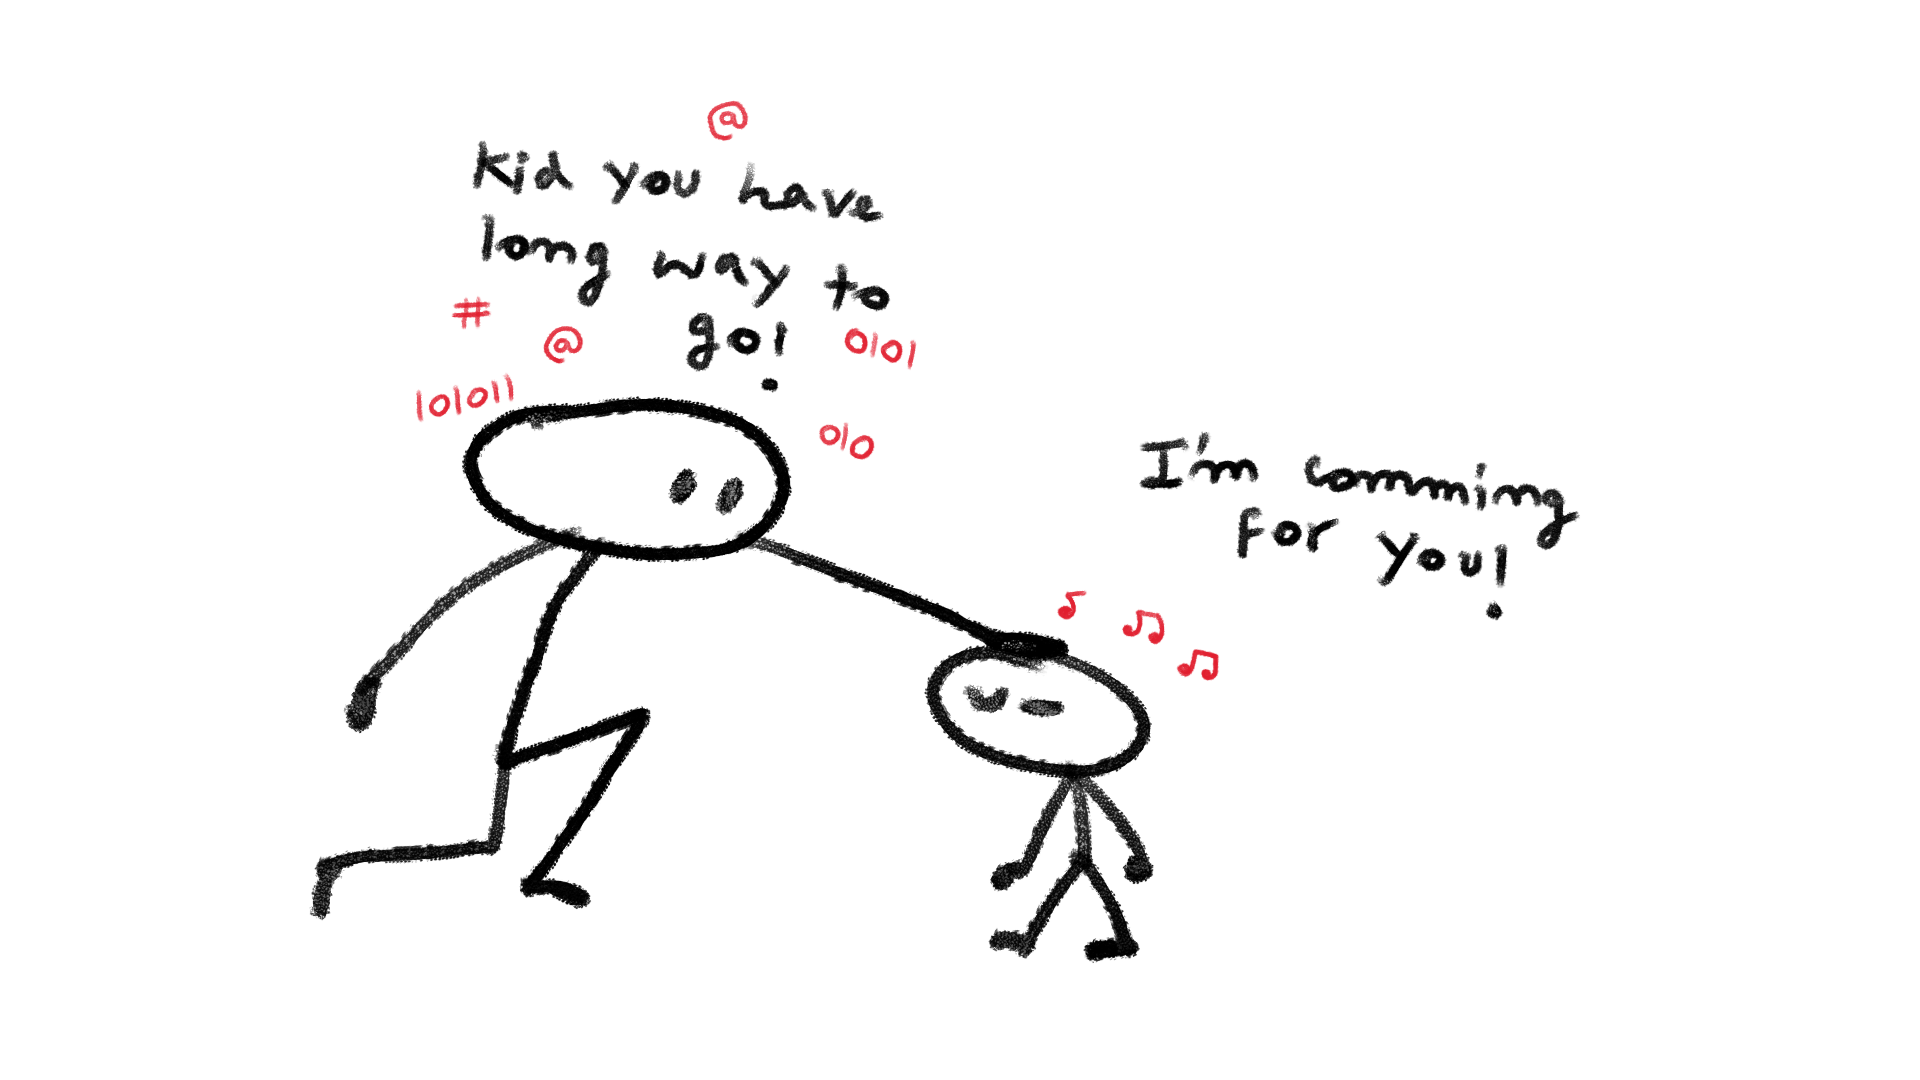 @
Kid you have
long way to
go!
#
@
0101
101011
010
I'm comming
for you!